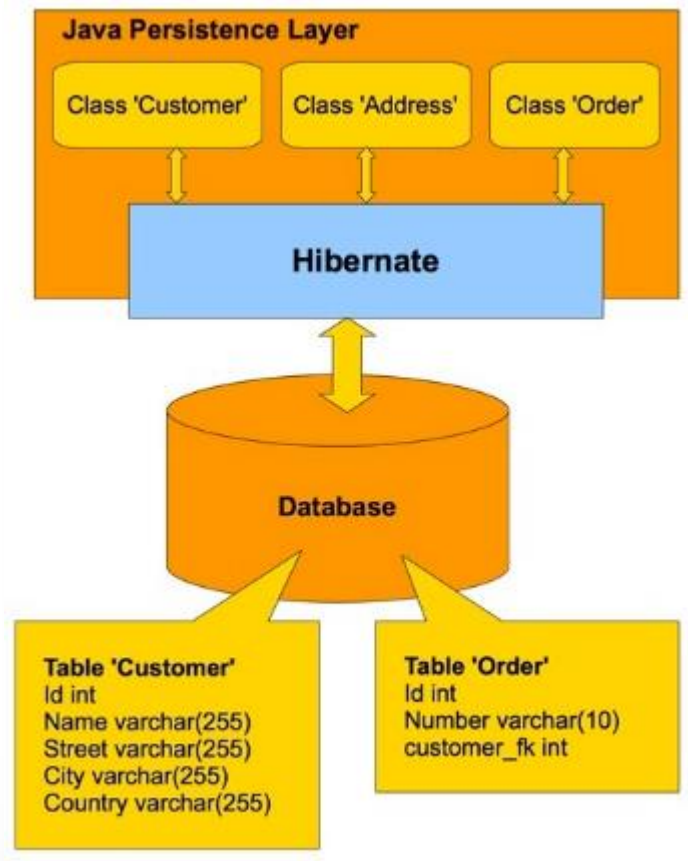 Java Persistence Layer
Class 'Customer'
Class 'Address'
Class 'Order'
Hibernate
Database
Table 'Customer'
Id int
Name varchar(255)
Street varchar(255)
City varchar(255)
Country varchar(255)
Table 'Order'
Id int
Number varchar(10)
customer_fk int